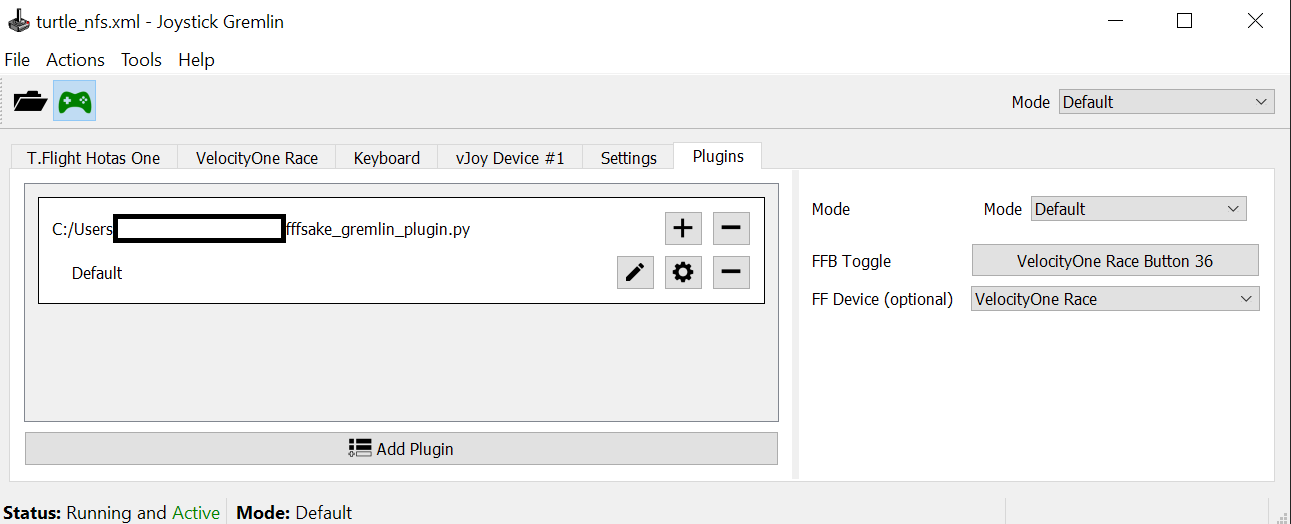 turtle_nfs.xml - Joystick Gremlin
File Actions Tools Help
Mode Default
T.Flight Hotas One VelocityOne Race Keyboard vJoy Device #1 Settings Plugins
C:/Users fffsake_gremlin_plugin.py
Default
Add Plugin
Mode Mode Default
FFB Toggle VelocityOne Race Button 36
FF Device (optional) VelocityOne Race
Status: Running and Active Mode: Default